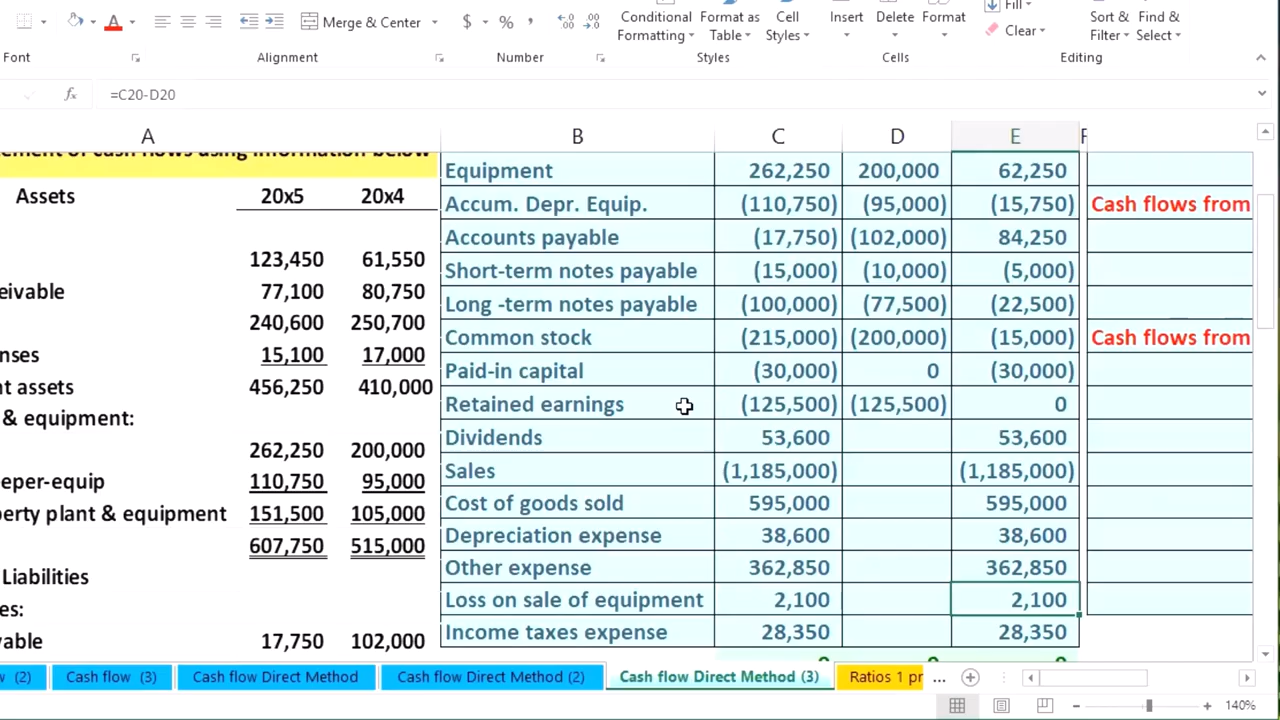 Merge & Center $ % ,
Conditional Format as Cell Insert Delete Format Fill
Formatting Table Styles Clear Sort & Find &
Filter Select
Font Alignment Number Styles Cells Editing
fx =C20-D20
A B C D E F
ement of cash flows using information below
Equipment 262,250 200,000 62,250
Assets 20x5 20x4 Accum. Depr. Equip. (110,750) (95,000) (15,750) Cash flows from
Accounts payable (17,750) (102,000) 84,250
123,450 61,550 Short-term notes payable (15,000) (10,000) (5,000)
eivable 77,100 80,750 Long -term notes payable (100,000) (77,500) (22,500)
240,600 250,700 Common stock (215,000) (200,000) (15,000) Cash flows from
nses 15,100 17,000 Paid-in capital (30,000) 0 (30,000)
nt assets 456,250 410,000 Retained earnings (125,500) (125,500) 0
& equipment: Dividends 53,600 53,600
262,250 200,000 Sales (1,185,000) (1,185,000)
eper-equip 110,750 95,000 Cost of goods sold 595,000 595,000
perty plant & equipment 151,500 105,000 Depreciation expense 38,600 38,600
607,750 515,000 Other expense 362,850 362,850
Liabilities Loss on sale of equipment 2,100 2,100
es: Income taxes expense 28,350 28,350
yable 17,750 102,000
w (2) Cash flow (3) Cash flow Direct Method Cash flow Direct Method (2) Cash flow Direct Method (3) Ratios 1 pr ...
140%